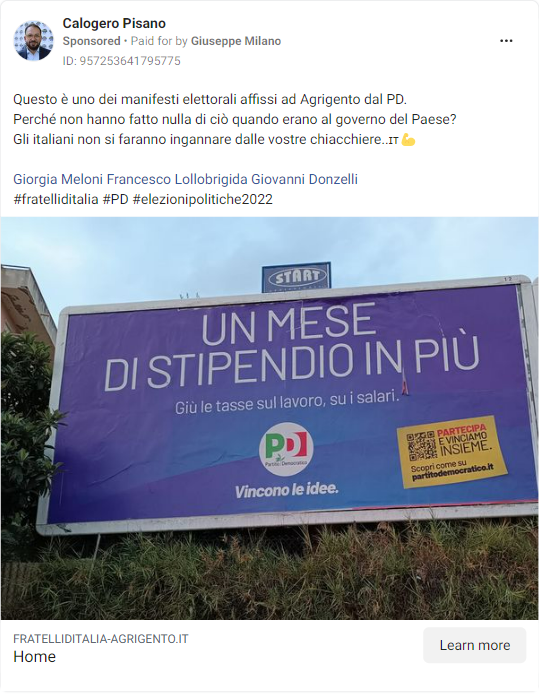 Calogero Pisano
Sponsored • Paid for by Giuseppe Milano
ID: 957253641795775
Questo è uno dei manifesti elettorali affissi ad Agrigento dal PD.
Perché non hanno fatto nulla di ciò quando erano al governo del Paese?
Gli italiani non si faranno ingannare dalle vostre chiacchiere..ɪᴛ💪
Giorgia Meloni Francesco Lollobrigida Giovanni Donzelli
#fratelliditalia #PD #elezionipolitiche2022
START
UN MESE
DI STIPENDIO IN PIÙ
Giù le tasse sul lavoro, su i salari.
PD
Partito Democratico
PARTECIPA
E VINCIAMO
INSIEME.
Scopri come su
partitodemocratico.it
Vincono le idee.
FRATELLIDITALIA-AGRIGENTO.IT
Home
Learn more